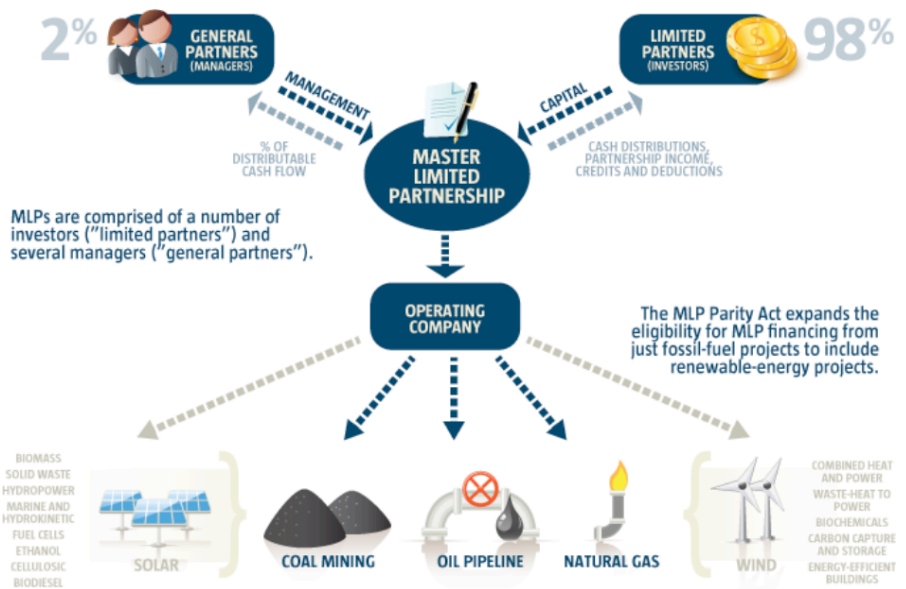 2%
GENERAL
PARTNERS
(MANAGERS)
LIMITED
PARTNERS
(INVESTORS)
98%
MANAGEMENT
CAPITAL
% OF
DISTRIBUTABLE
CASH FLOW
MASTER
LIMITED
PARTNERSHIP
CASH DISTRIBUTIONS,
PARTNERSHIP INCOME,
CREDITS AND DEDUCTIONS
MLPs are comprised of a number of
investors ("limited partners") and
several managers ("general partners").
OPERATING
COMPANY
The MLP Parity Act expands the
eligibility for MLP financing from
just fossil-fuel projects to include
renewable-energy projects.
BIOMASS
SOLID WASTE
HYDROPOWER
MARINE AND
HYDROKINETIC
FUEL CELLS
ETHANOL
CELLULOSIC
BIODIESEL
SOLAR
COAL MINING
OIL PIPELINE
NATURAL GAS
WIND
COMBINED HEAT
AND POWER
WASTE-HEAT TO
POWER
BIOCHEMICALS
CARBON CAPTURE
AND STORAGE
ENERGY-EFFICIENT
BUILDINGS